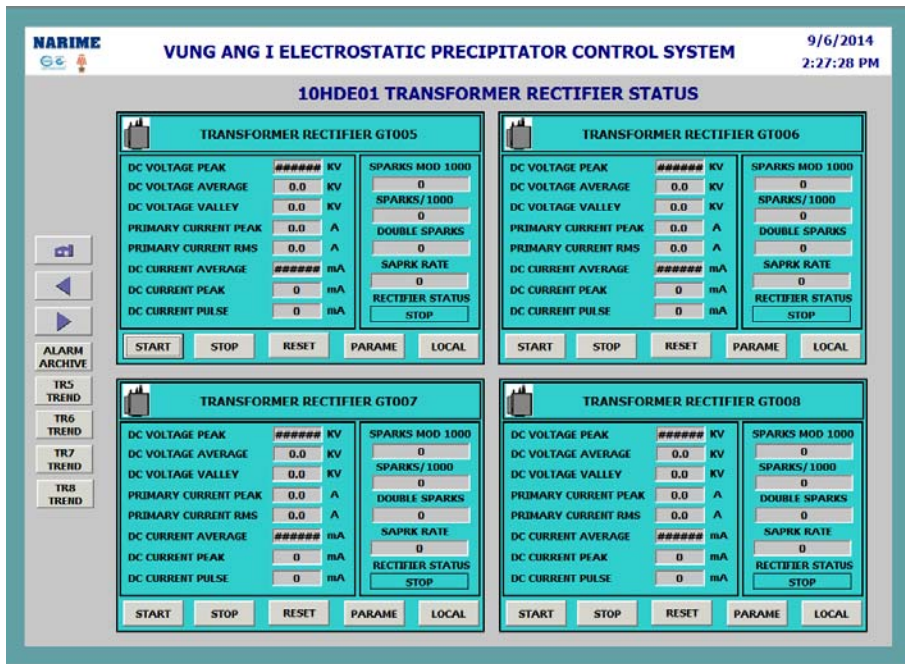 NARIME
VUNG ANG I ELECTROSTATIC PRECIPITATOR CONTROL SYSTEM
9/6/2014
2:27:28 PM
10HDE01 TRANSFORMER RECTIFIER STATUS
TRANSFORMER RECTIFIER GT005
DC VOLTAGE PEAK ###### KV
DC VOLTAGE AVERAGE 0.0 KV
DC VOLTAGE VALLEY 0.0 KV
PRIMARY CURRENT PEAK 0.0 A
PRIMARY CURRENT RMS 0.0 A
DC CURRENT AVERAGE ###### mA
DC CURRENT PEAK 0 mA
DC CURRENT PULSE 0 mA
SPARKS MOD 1000
0
SPARKS/1000
0
DOUBLE SPARKS
0
SAPRK RATE
0
RECTIFIER STATUS
STOP
START STOP RESET PARAME LOCAL
TRANSFORMER RECTIFIER GT006
DC VOLTAGE PEAK ###### KV
DC VOLTAGE AVERAGE 0.0 KV
DC VOLTAGE VALLEY 0.0 KV
PRIMARY CURRENT PEAK 0.0 A
PRIMARY CURRENT RMS 0.0 A
DC CURRENT AVERAGE ###### mA
DC CURRENT PEAK 0 mA
DC CURRENT PULSE 0 mA
SPARKS MOD 1000
0
SPARKS/1000
0
DOUBLE SPARKS
0
SAPRK RATE
0
RECTIFIER STATUS
STOP
START STOP RESET PARAME LOCAL
ALARM
ARCHIVE
TR5
TREND
TR6
TREND
TR7
TREND
TR8
TREND
TRANSFORMER RECTIFIER GT007
DC VOLTAGE PEAK ###### KV
DC VOLTAGE AVERAGE 0.0 KV
DC VOLTAGE VALLEY 0.0 KV
PRIMARY CURRENT PEAK 0.0 A
PRIMARY CURRENT RMS 0.0 A
DC CURRENT AVERAGE ###### mA
DC CURRENT PEAK 0 mA
DC CURRENT PULSE 0 mA
SPARKS MOD 1000
0
SPARKS/1000
0
DOUBLE SPARKS
0
SAPRK RATE
0
RECTIFIER STATUS
STOP
START STOP RESET PARAME LOCAL
TRANSFORMER RECTIFIER GT008
DC VOLTAGE PEAK ###### KV
DC VOLTAGE AVERAGE 0.0 KV
DC VOLTAGE VALLEY 0.0 KV
PRIMARY CURRENT PEAK 0.0 A
PRIMARY CURRENT RMS 0.0 A
DC CURRENT AVERAGE ###### mA
DC CURRENT PEAK 0 mA
DC CURRENT PULSE 0 mA
SPARKS MOD 1000
0
SPARKS/1000
0
DOUBLE SPARKS
0
SAPRK RATE
0
RECTIFIER STATUS
STOP
START STOP RESET PARAME LOCAL